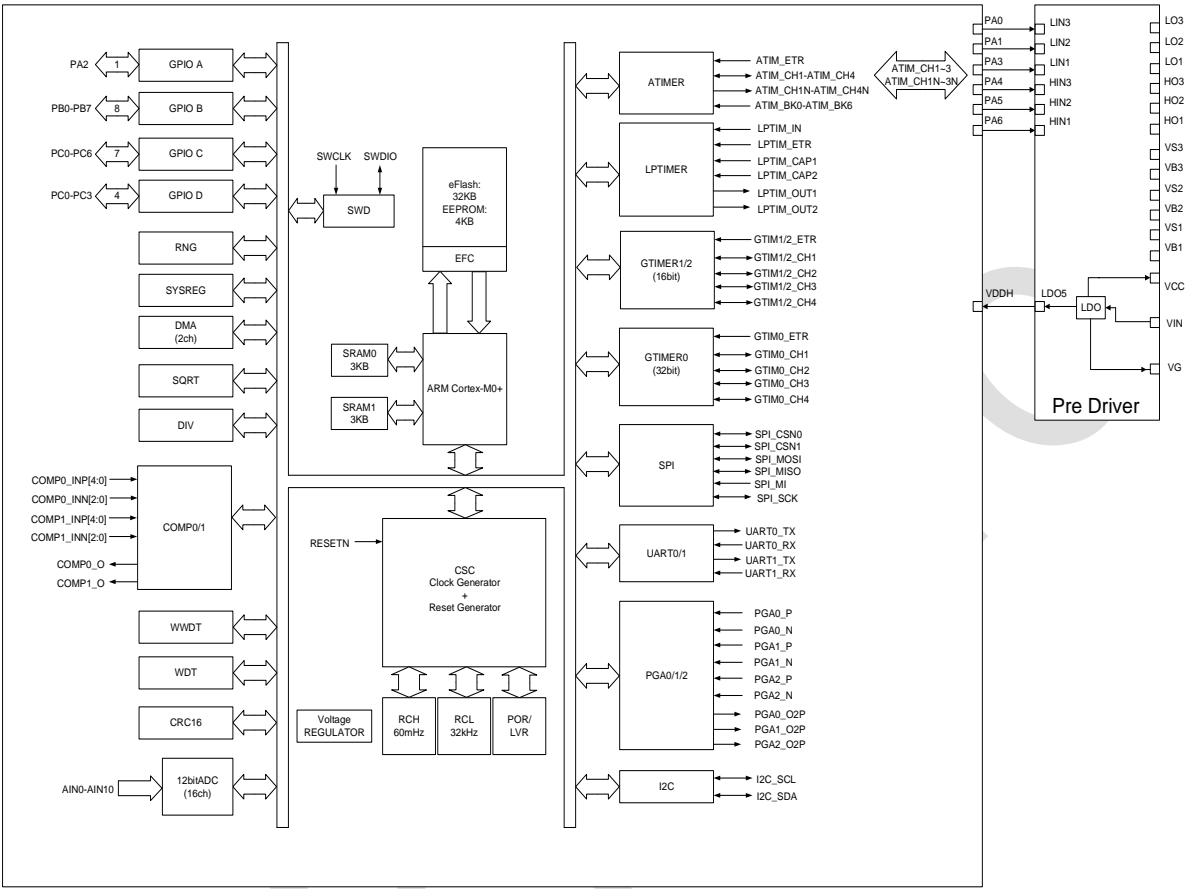 PA2
1
GPIO A
PB0-PB7
8
GPIO B
PC0-PC6
7
GPIO C
PC0-PC3
4
GPIO D
RNG
SYSREG
DMA
(2ch)
SQRT
DIV
COMP0_INP[4:0]
COMP0_INN[2:0]
COMP1_INP[4:0]
COMP1_INN[2:0]
COMP0_O
COMP1_O
COMP0/1
WWDT
WDT
CRC16
AIN0-AIN10
12bitADC
(16ch)
SWCLK
SWDIO
SWD
eFlash:
32KB
EEPROM:
4KB
EFC
SRAM0
3KB
SRAM1
3KB
ARM Cortex-M0+
RESETN
CSC
Clock Generator
+
Reset Generator
Voltage
REGULATOR
RCH
60mHz
RCL
32kHz
POR/
LVR
ATIMER
ATIM_ETR
ATIM_CH1-ATIM_CH4
ATIM_CH1N-ATIM_CH4N
ATIM_BK0-ATIM_BK6
LPTIMER
LPTIM_IN
LPTIM_ETR
LPTIM_CAP1
LPTIM_CAP2
LPTIM_OUT1
LPTIM_OUT2
GTIMER1/2
(16bit)
GTIM1/2_ETR
GTIM1/2_CH1
GTIM1/2_CH2
GTIM1/2_CH3
GTIM1/2_CH4
GTIMER0
(32bit)
GTIM0_ETR
GTIM0_CH1
GTIM0_CH2
GTIM0_CH3
GTIM0_CH4
SPI
SPI_CSN0
SPI_CSN1
SPI_MOSI
SPI_MISO
SPI_MI
SPI_SCK
UART0/1
UART0_TX
UART0_RX
UART1_TX
UART1_RX
PGA0/1/2
PGA0_P
PGA0_N
PGA1_P
PGA1_N
PGA2_P
PGA2_N
PGA0_O2P
PGA1_O2P
PGA2_O2P
I2C
I2C_SCL
I2C_SDA
ATIM_CH1~3
ATIM_CH1N~3N
PA0
PA1
PA3
PA4
PA5
PA6
VDDH
LIN3
LIN2
LIN1
HIN3
HIN2
HIN1
LDO5
LDO
LO3
LO2
LO1
HO3
HO2
HO1
VS3
VB3
VS2
VB2
VS1
VB1
VCC
VIN
VG
Pre Driver